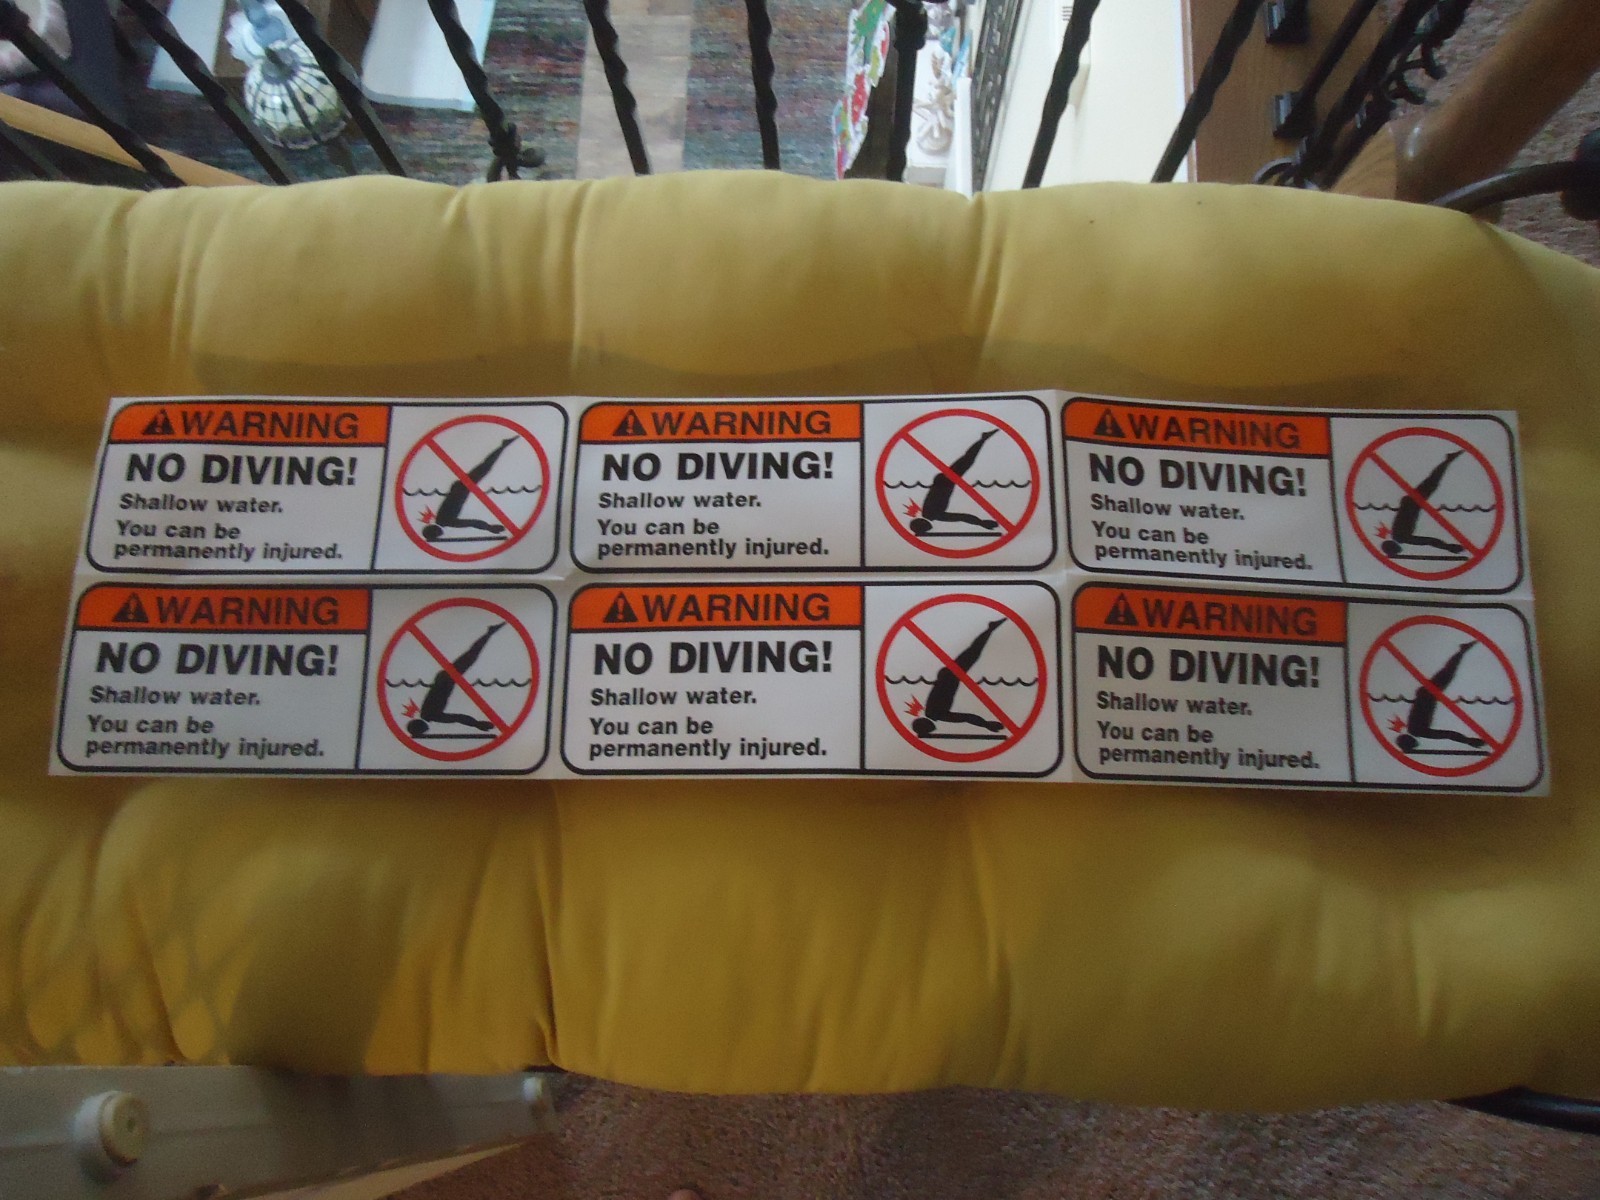 WARNING
NO DIVING!
Shallow water.
You can be
permanently injured.
WARNING
NO DIVING!
Shallow water.
You can be
permanently injured.
WARNING
NO DIVING!
Shallow water.
You can be
permanently injured.
WARNING
NO DIVING!
Shallow water.
You can be
permanently injured.
WARNING
NO DIVING!
Shallow water.
You can be
permanently injured.
WARNING
NO DIVING!
Shallow water.
You can be
permanently injured.